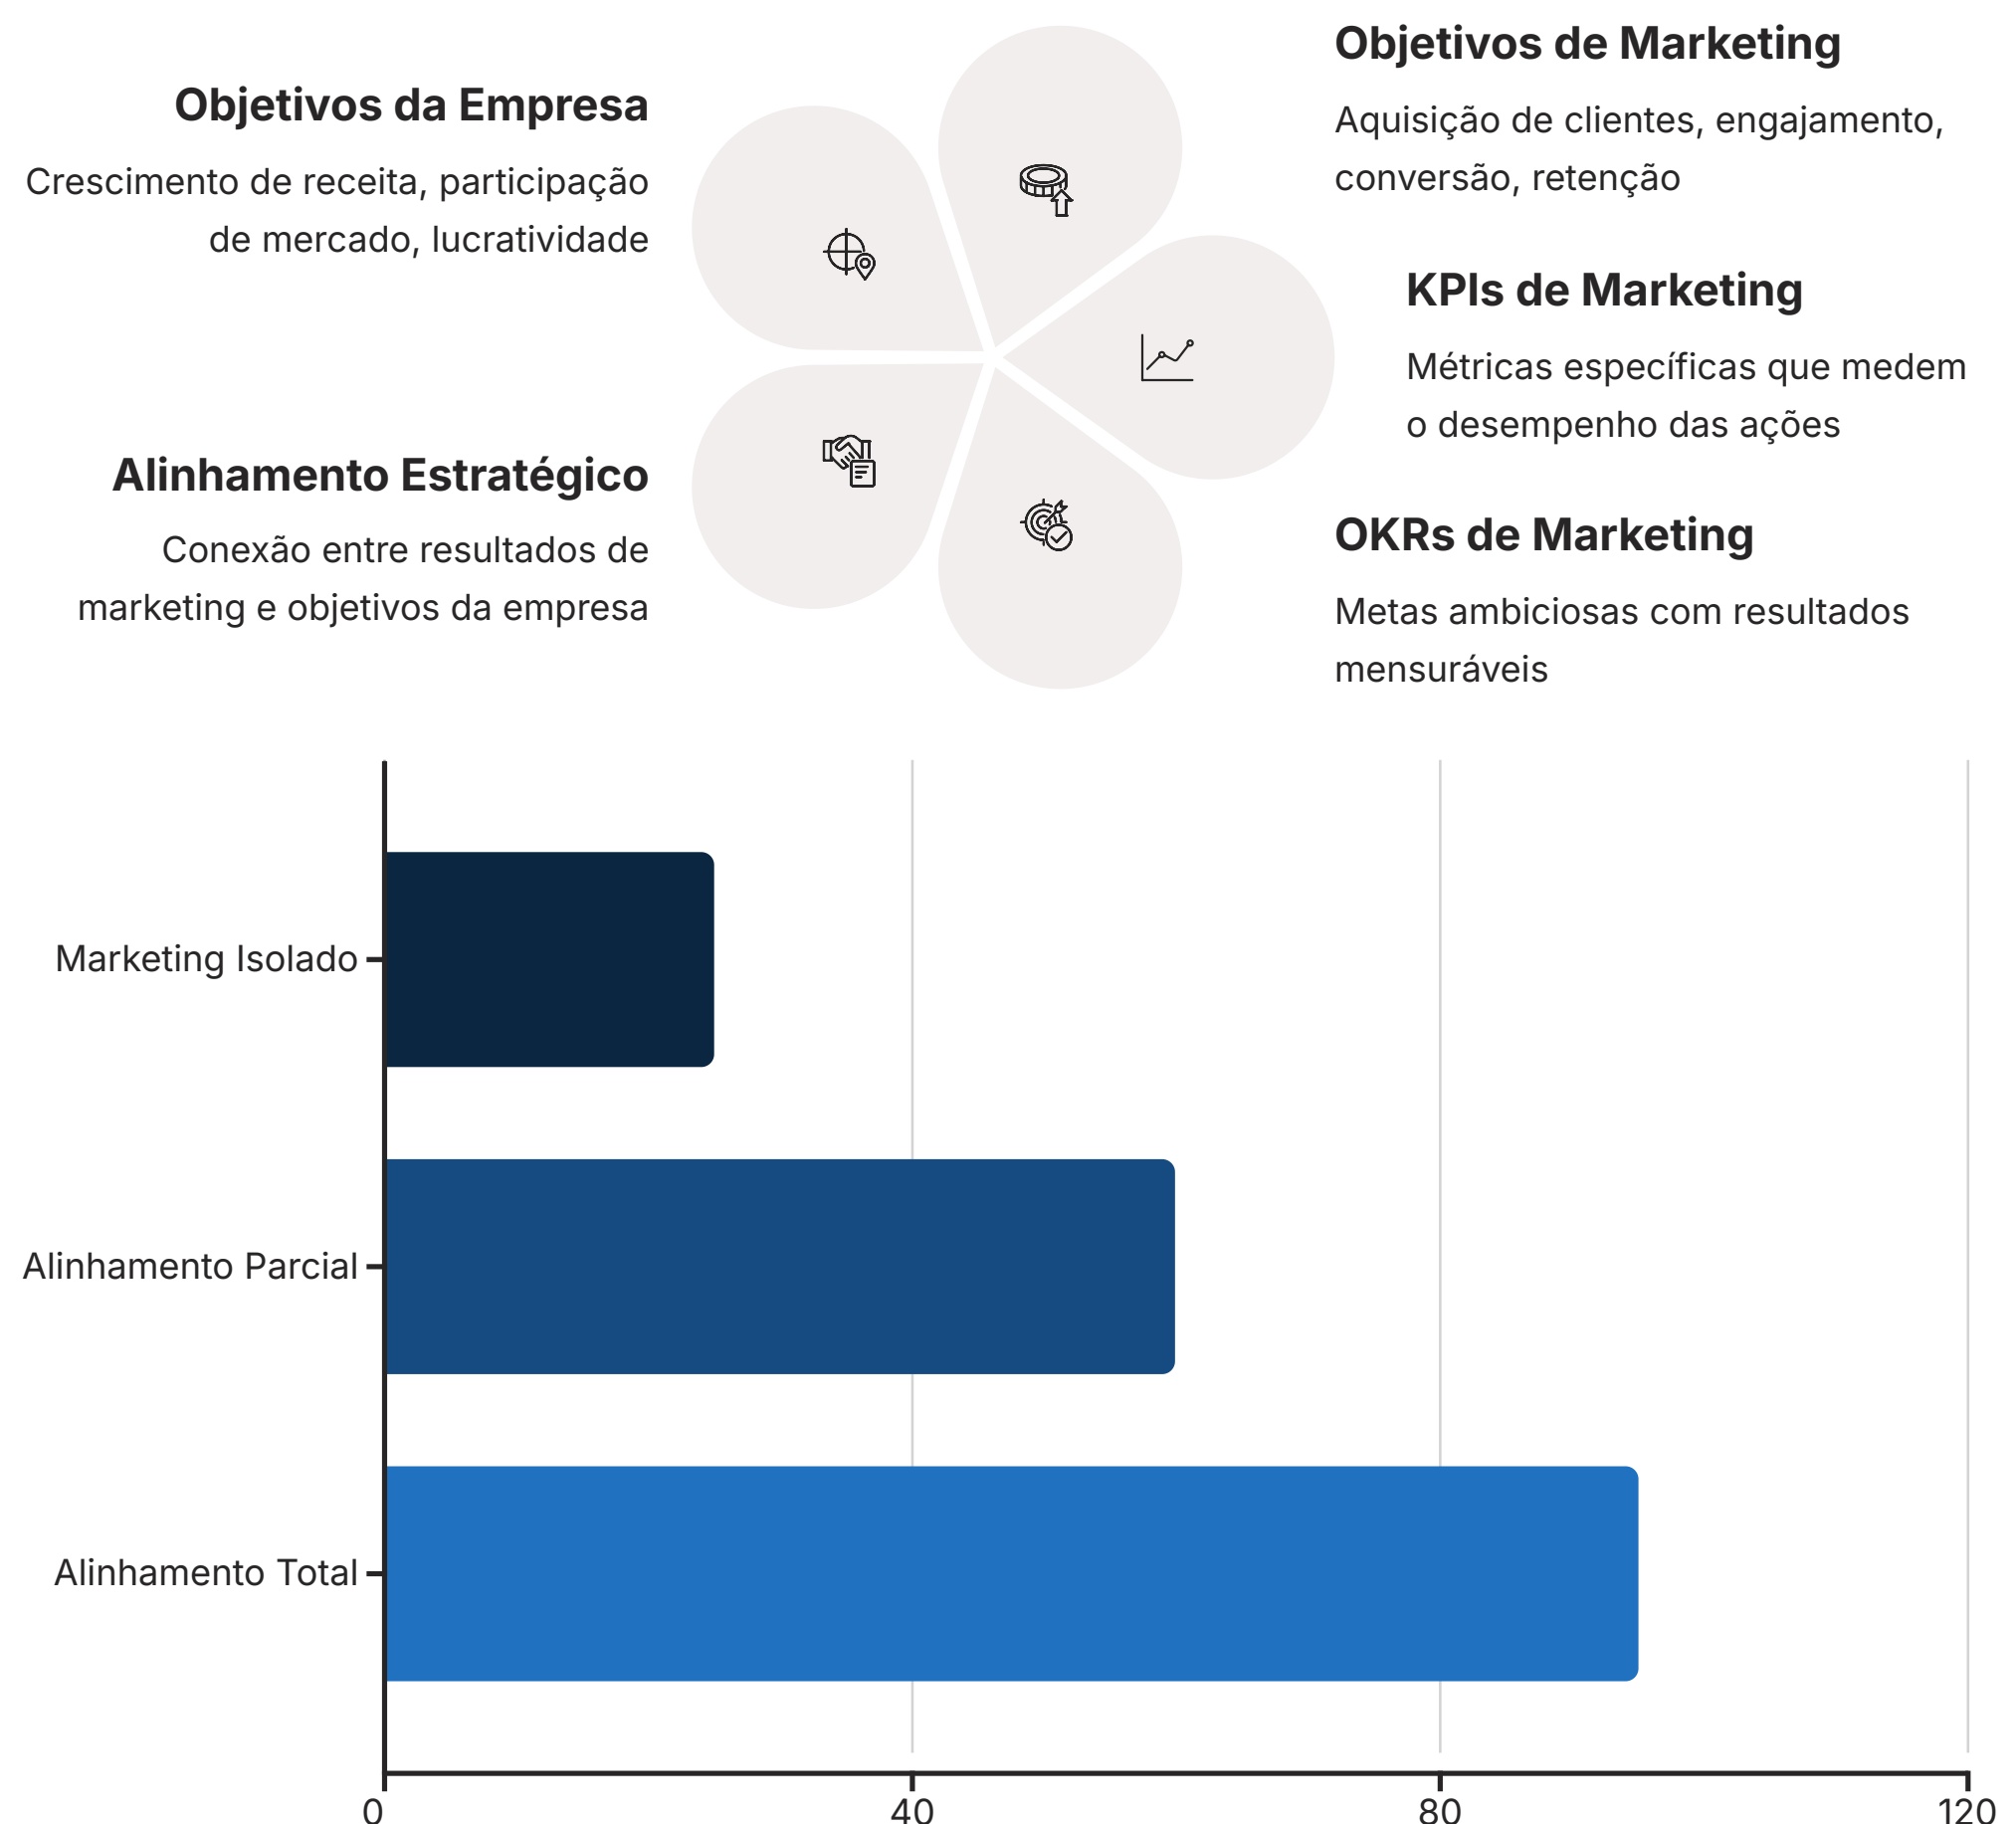 Objetivos da Empresa
Crescimento de receita, participação
de mercado, lucratividade
Objetivos de Marketing
Aquisição de clientes, engajamento,
conversão, retenção
KPIs de Marketing
Métricas específicas que medem
o desempenho das ações
OKRs de Marketing
Metas ambiciosas com resultados
mensuráveis
Alinhamento Estratégico
Conexão entre resultados de
marketing e objetivos da empresa
Marketing Isolado
Alinhamento Parcial
Alinhamento Total
0 40 80 120